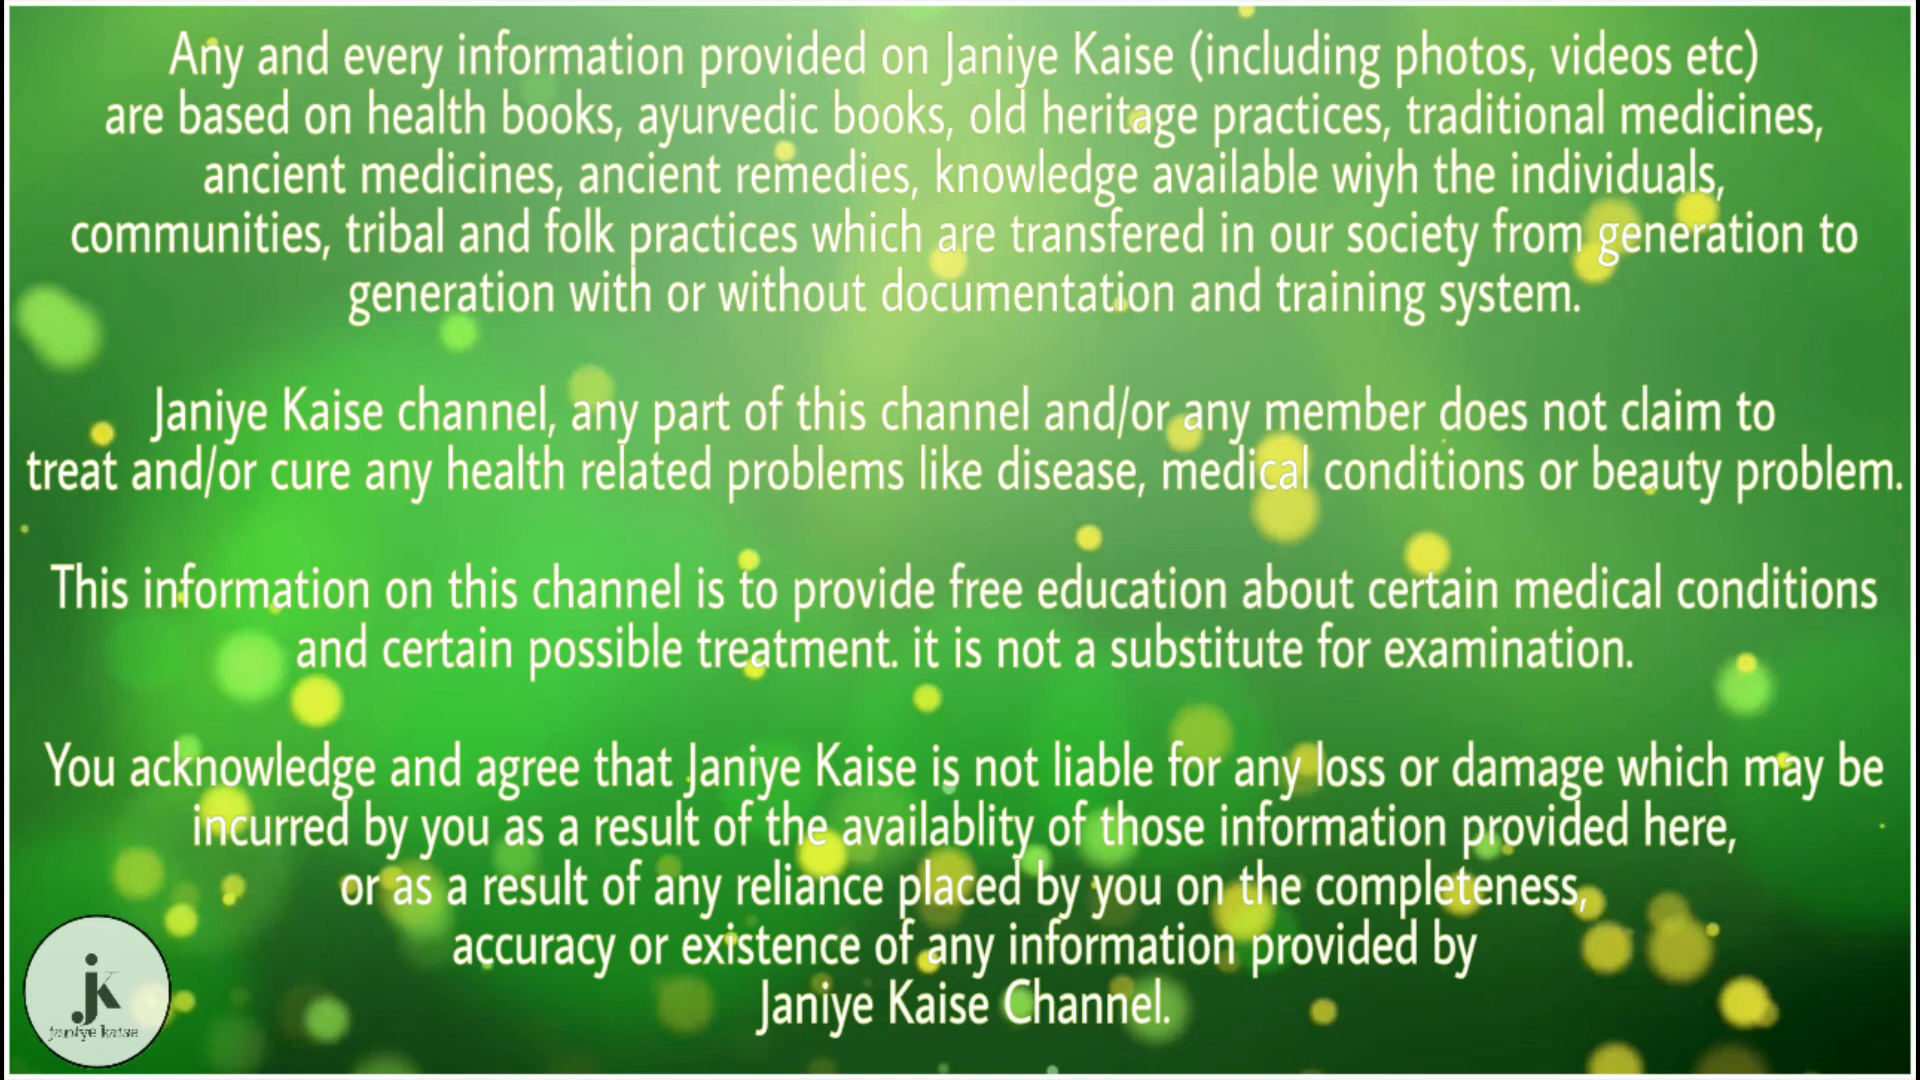 Any and every information provided on Janiye Kaise (including photos, videos etc)
are based on health books, ayurvedic books, old heritage practices, traditional medicines,
ancient medicines, ancient remedies, knowledge available wiyh the individuals,
communities, tribal and folk practices which are transfered in our society from generation to
generation with or without documentation and training system.
Janiye Kaise channel, any part of this channel and/or any member does not claim to
treat and/or cure any health related problems like disease, medical conditions or beauty problem.
This information on this channel is to provide free education about certain medical conditions
and certain possible treatment. it is not a substitute for examination.
You acknowledge and agree that Janiye Kaise is not liable for any loss or damage which may be
incurred by you as a result of the availablity of those information provided here,
or as a result of any reliance placed by you on the completeness,
accuracy or existence of any information provided by
Janiye Kaise Channel.
jk
janiye kaise